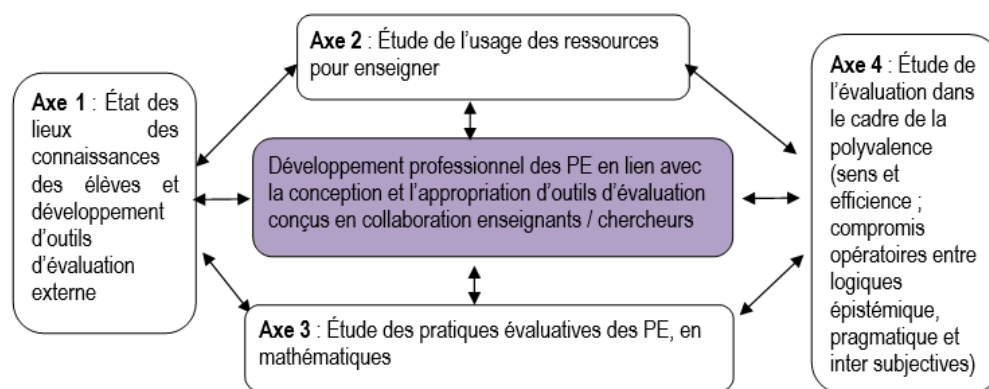 Axe 2 : Étude de l'usage des ressources
pour enseigner
Axe 1 : État des
lieux des
connaissances
des élèves et
développement
d'outils
d'évaluation
externe
Développement professionnel des PE en lien avec
la conception et l'appropriation d'outils d'évaluation
conçus en collaboration enseignants / chercheurs
Axe 4 : Étude de
l'évaluation dans
le cadre de la
polyvalence
(sens et
efficience ;
compromis
opératoires entre
logiques
épistémique,
pragmatique et
inter subjectives)
Axe 3 : Étude des pratiques évaluatives des PE, en
mathématiques